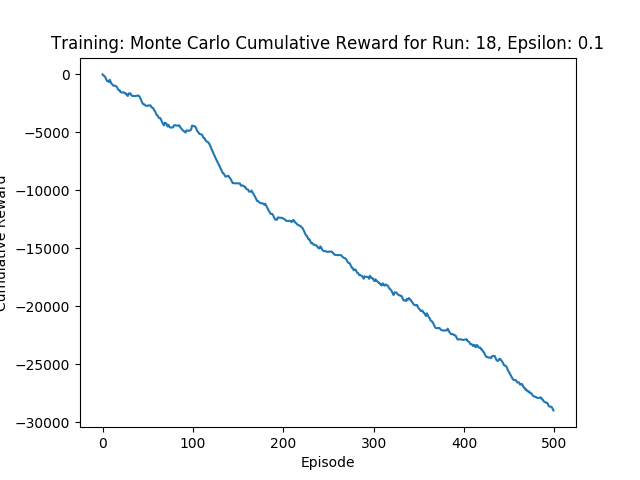 Training: Monte Carlo Cumulative Reward for Run: 18, Epsilon: 0.1
0
−5000
−10000
−15000
−20000
−25000
−30000
Cumulative Reward
0 100 200 300 400 500
Episode